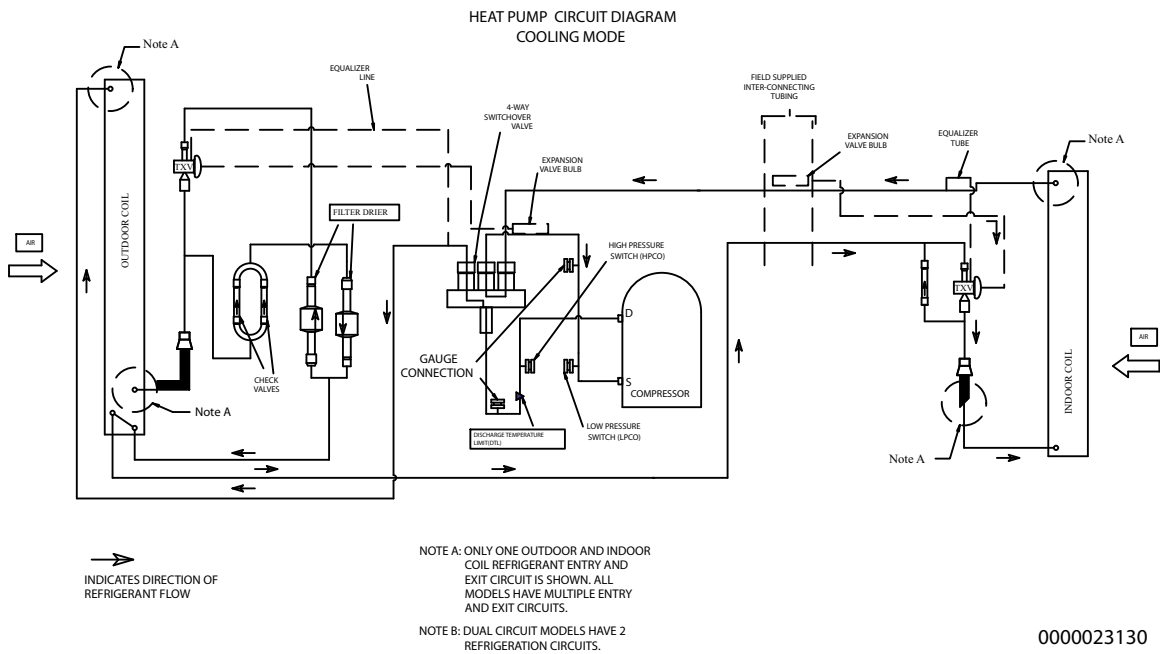 HEAT PUMP CIRCUIT DIAGRAM
COOLING MODE
Note A
EQUALIZER
LINE
4-WAY
SWITCHOVER
VALVE
FIELD SUPPLIED
INTER-CONNECTING
TUBING
EXPANSION
VALVE BULB
EQUALIZER
TUBE
Note A
TXV
EXPANSION
VALVE BULB
OUTDOOR COIL
FILTER DRIER
AIR
HIGH PRESSURE
SWITCH (HPCO)
TXV
D
GAUGE
CONNECTION
AIR
CHECK
VALVES
S
COMPRESSOR
INDOOR COIL
Note A
DISCHARGE TEMPERATURE
LIMIT(DTL)
LOW PRESSURE
SWITCH (LPCO)
Note A
INDICATES DIRECTION OF
REFRIGERANT FLOW
NOTE A: ONLY ONE OUTDOOR AND INDOOR
COIL REFRIGERANT ENTRY AND
EXIT CIRCUIT IS SHOWN. ALL
MODELS HAVE MULTIPLE ENTRY
AND EXIT CIRCUITS.
NOTE B: DUAL CIRCUIT MODELS HAVE 2
REFRIGERATION CIRCUITS.
0000023130